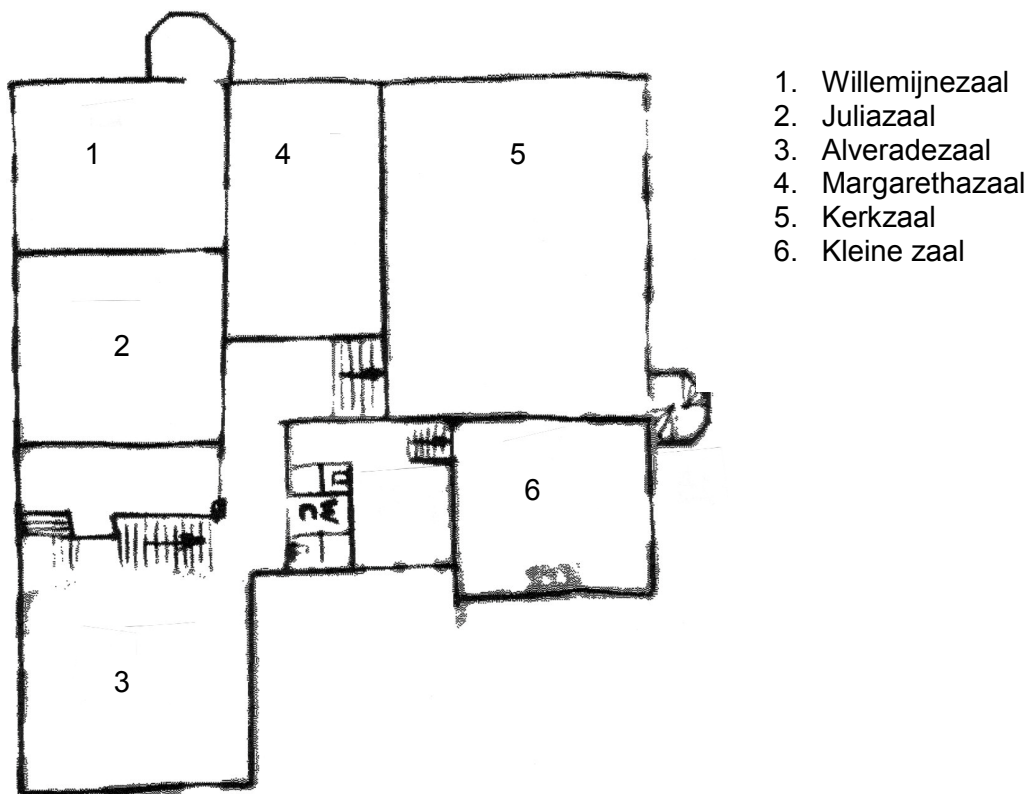 1
4
5
2
6
WC
3
1. Willemijnezaal
2. Juliazaal
3. Alveradezaal
4. Margarethazaal
5. Kerkzaal
6. Kleine zaal